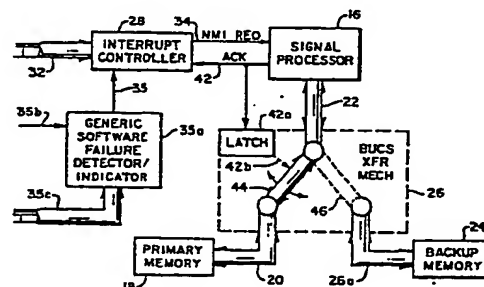 28
34
16
INTERRUPT
CONTROLLER
NMI REQ
ACK
42
SIGNAL
PROCESSOR
32
35
42a
22
35b
GENERIC
SOFTWARE
FAILURE
DETECTOR/
INDICATOR
35a
LATCH
42b
BUCS
XFR
MECH
26
44
46
35c
24
PRIMARY
MEMORY
BACKUP
MEMORY
20
26a